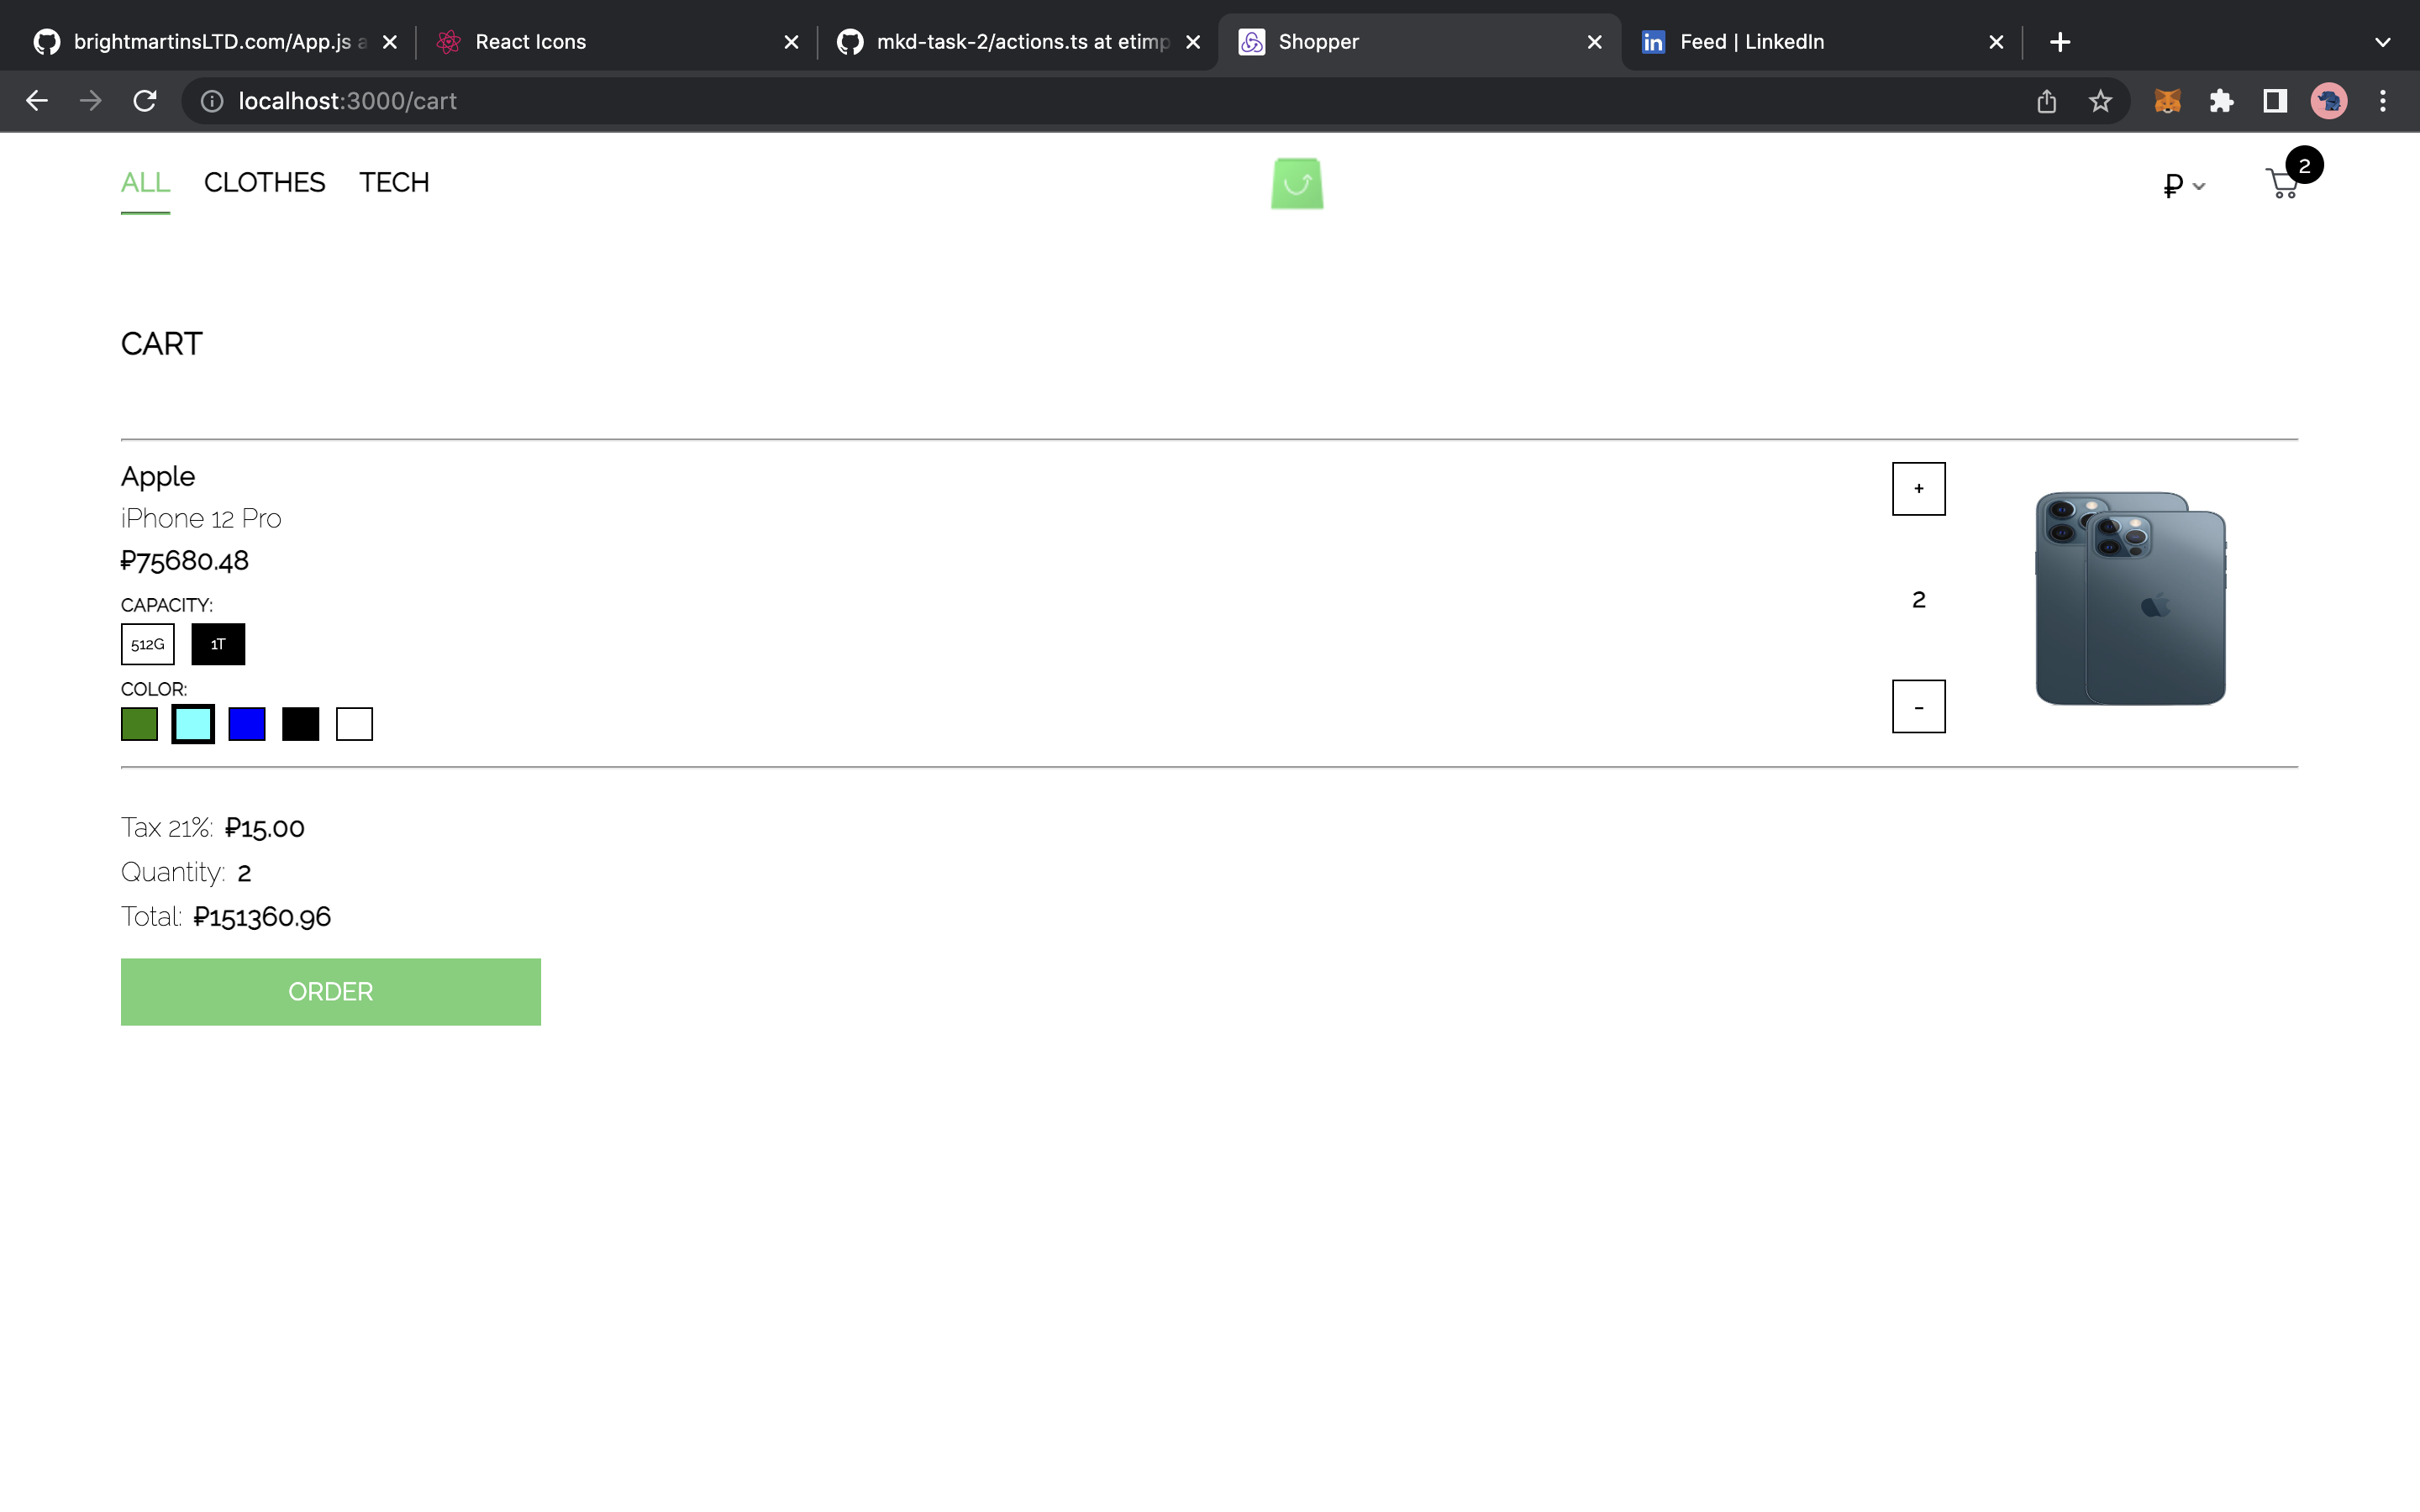 brightmartinsLTD.com/App.js a
React Icons
mkd-task-2/actions.ts at etimp
Shopper
Feed | LinkedIn
localhost:3000/cart
ALL CLOTHES TECH
₽
2
CART
Apple
iPhone 12 Pro
₽75680.48
CAPACITY:
512G 1T
COLOR:
+
2
-
Tax 21%: ₽15.00
Quantity: 2
Total: ₽151360.96
ORDER